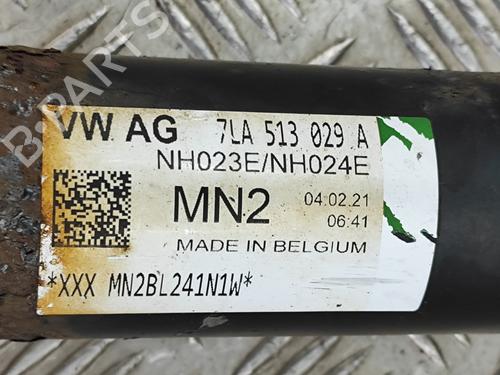 VW AG 7LA 513 029 A
NH023E/NH024E
MN2 04.02.21
06:41
MADE IN BELGIUM
*XXX MN2BL241N1W*
B-PARTS